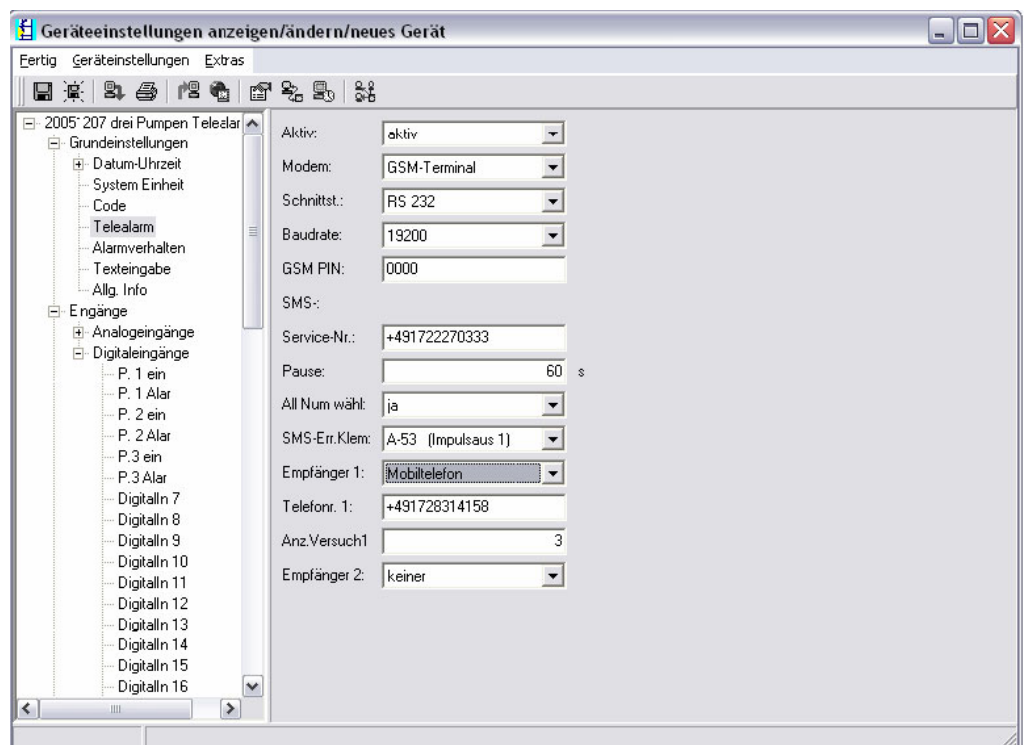 Geräteeinstellungen anzeigen/ändern/neues Gerät
Fertig Geräteinstellungen Extras
2005 207 drei Pumpen Telealar
Grundeinstellungen
Datum-Uhrzeit
System Einheit
Code
Telealarm
Alarmverhalten
Texteingabe
Allg. Info
Eingänge
Analogeingänge
Digitaleingänge
P. 1 ein
P. 1 Alar
P. 2 ein
P. 2 Alar
P.3 ein
P.3 Alar
DigitalIn 7
DigitalIn 8
DigitalIn 9
DigitalIn 10
DigitalIn 11
DigitalIn 12
DigitalIn 13
DigitalIn 14
DigitalIn 15
DigitalIn 16
Aktiv: aktiv
Modem: GSM-Terminal
Schnittst.: RS 232
Baudrate: 19200
GSM PIN: 0000
SMS-:
Service-Nr.: +491722270333
Pause: 60 s
All Num wähl: ja
SMS-Err.Klem: A-53 (Impulsaus 1)
Empfänger 1: Mobiltelefon
Telefonr. 1: +491728314158
Anz.Versuch1 3
Empfänger 2: keiner